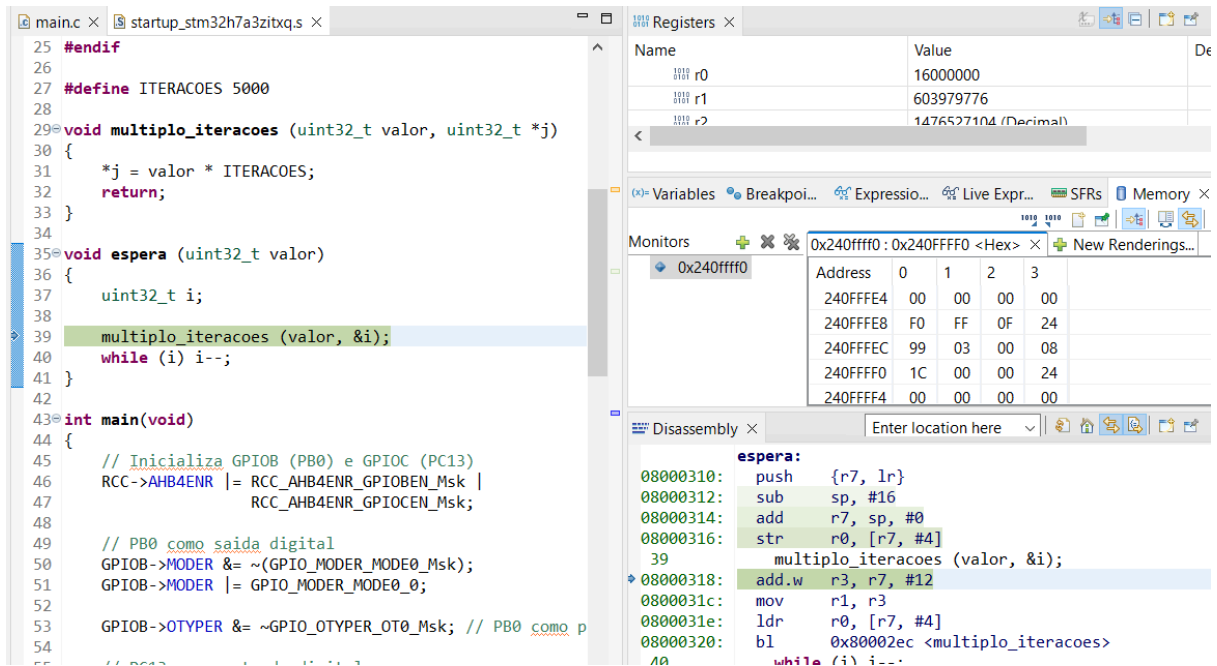 main.c
startup_stm32h7a3zitxq.s
25 #endif
26
27 #define ITERACOES 5000
28
29 void multiplo_iteracoes (uint32_t valor, uint32_t *j)
30 {
31 *j = valor * ITERACOES;
32 return;
33 }
34
35 void espera (uint32_t valor)
36 {
37 uint32_t i;
38
39 multiplo_iteracoes (valor, &i);
40 while (i) i--;
41 }
42
43 int main(void)
44 {
45 // Inicializa GPIOB (PB0) e GPIOC (PC13)
46 RCC->AHB4ENR |= RCC_AHB4ENR_GPIOBEN_Msk |
47 RCC_AHB4ENR_GPIOCEN_Msk;
48
49 // PB0 como saida digital
50 GPIOB->MODER &= ~(GPIO_MODER_MODE0_Msk);
51 GPIOB->MODER |= GPIO_MODER_MODE0_0;
52
53 GPIOB->OTYPER &= ~GPIO_OTYPER_OT0_Msk; // PB0 como p
54
Registers
Name Value De
r0 16000000
r1 603979776
r2 1476527104 (Decimal)
(x)= Variables Breakpoi... Expressio... Live Expr... SFRs Memory
Monitors
0x240ffff0
0x240ffff0 : 0x240FFFF0 <Hex> New Renderings...
Address 0 1 2 3
240FFFE4 00 00 00 00
240FFFE8 F0 FF 0F 24
240FFFEC 99 03 00 08
240FFFF0 1C 00 00 24
240FFFF4 00 00 00 00
Disassembly
Enter location here
espera:
08000310: push {r7, lr}
08000312: sub sp, #16
08000314: add r7, sp, #0
08000316: str r0, [r7, #4]
39 multiplo_iteracoes (valor, &i);
08000318: add.w r3, r7, #12
0800031c: mov r1, r3
0800031e: ldr r0, [r7, #4]
08000320: bl 0x80002ec <multiplo_iteracoes>
40 while (i) i--;